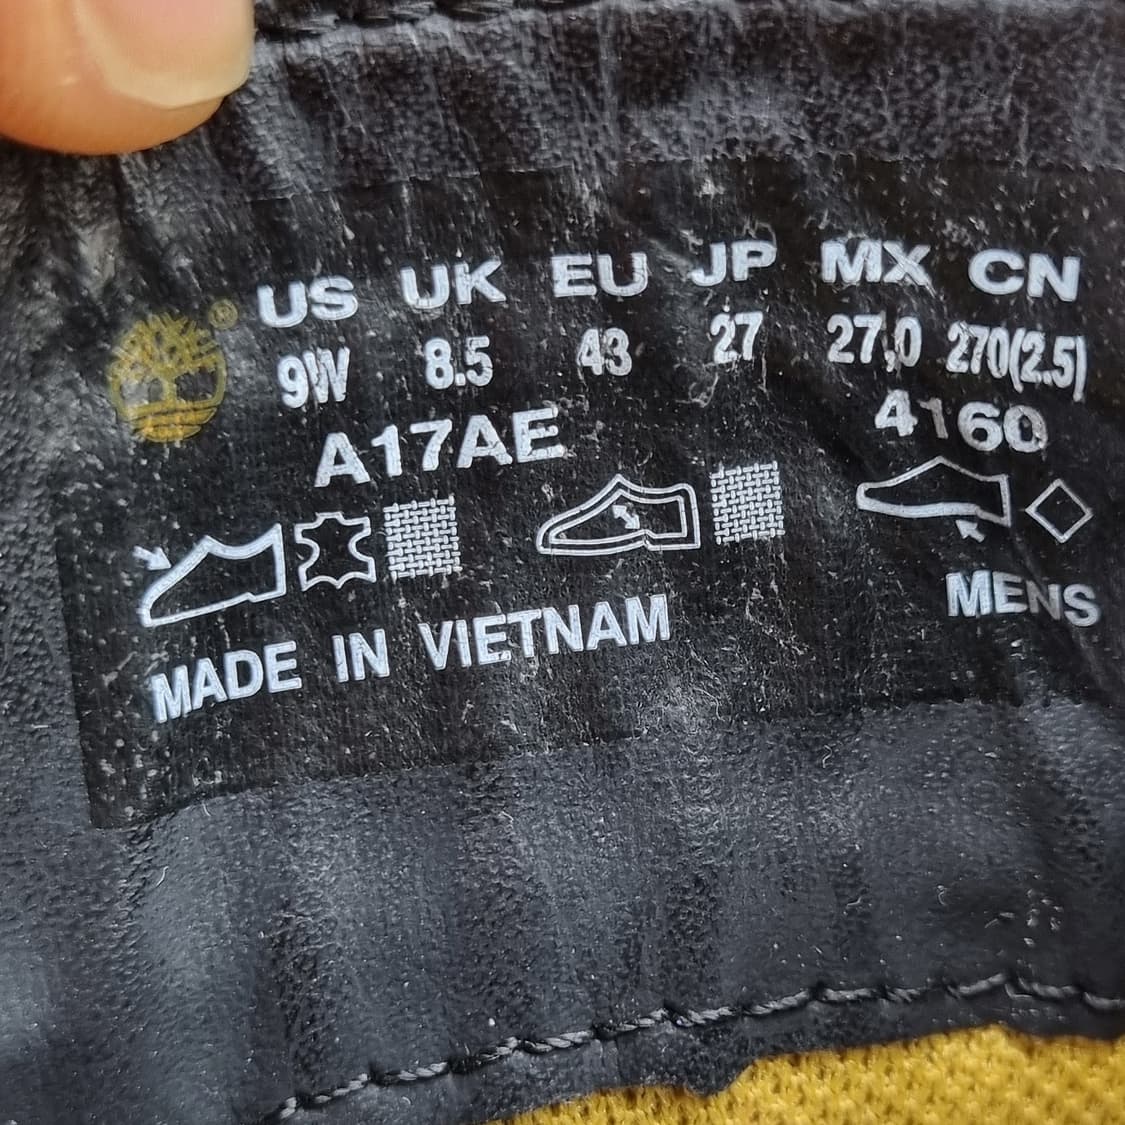 US UK EU JP MX CN
9W 8.5 43 27 27,0 270(2.5)
A17AE 4160
MENS
MADE IN VIETNAM